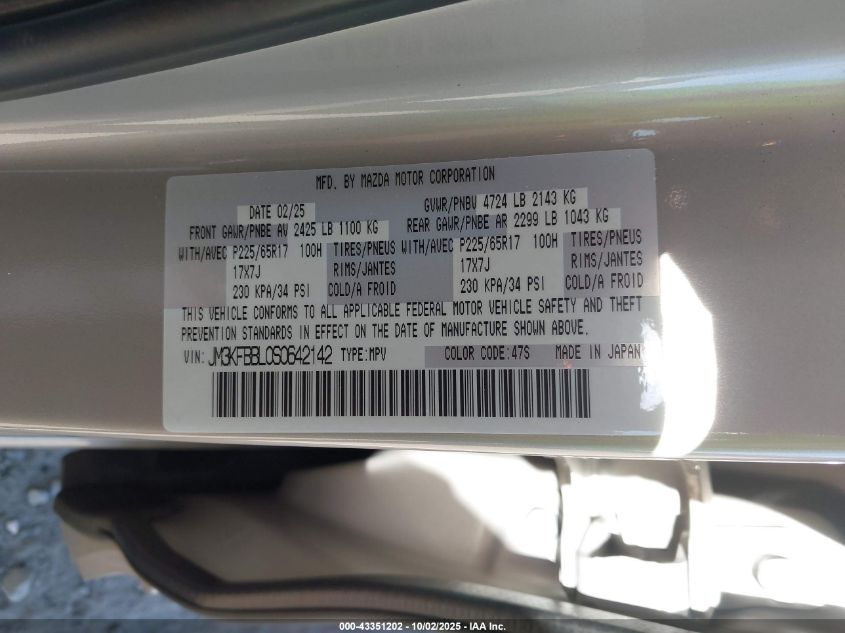 MFD. BY MAZDA MOTOR CORPORATION
DATE 02/25 GVWR/PNBV 4724 LB 2143 KG
FRONT GAWR/PNBE AV 2425 LB 1100 KG REAR GAWR/PNBE AR 2299 LB 1043 KG
WITH/AVEC P225/65R17 100H TIRES/PNEUS WITH/AVEC P225/65R17 100H TIRES/PNEUS
17X7J RIMS/JANTES 17X7J RIMS/JANTES
230 KPA/34 PSI COLD/A FROID 230 KPA/34 PSI COLD/A FROID
THIS VEHICLE CONFORMS TO ALL APPLICABLE FEDERAL MOTOR VEHICLE SAFETY AND THEFT
PREVENTION STANDARDS IN EFFECT ON THE DATE OF MANUFACTURE SHOWN ABOVE.
VIN: JM3KFBBL0S0642142 TYPE:MPV COLOR CODE:47S MADE IN JAPAN
000-43351202 - 10/02/2025 - IAA Inc.